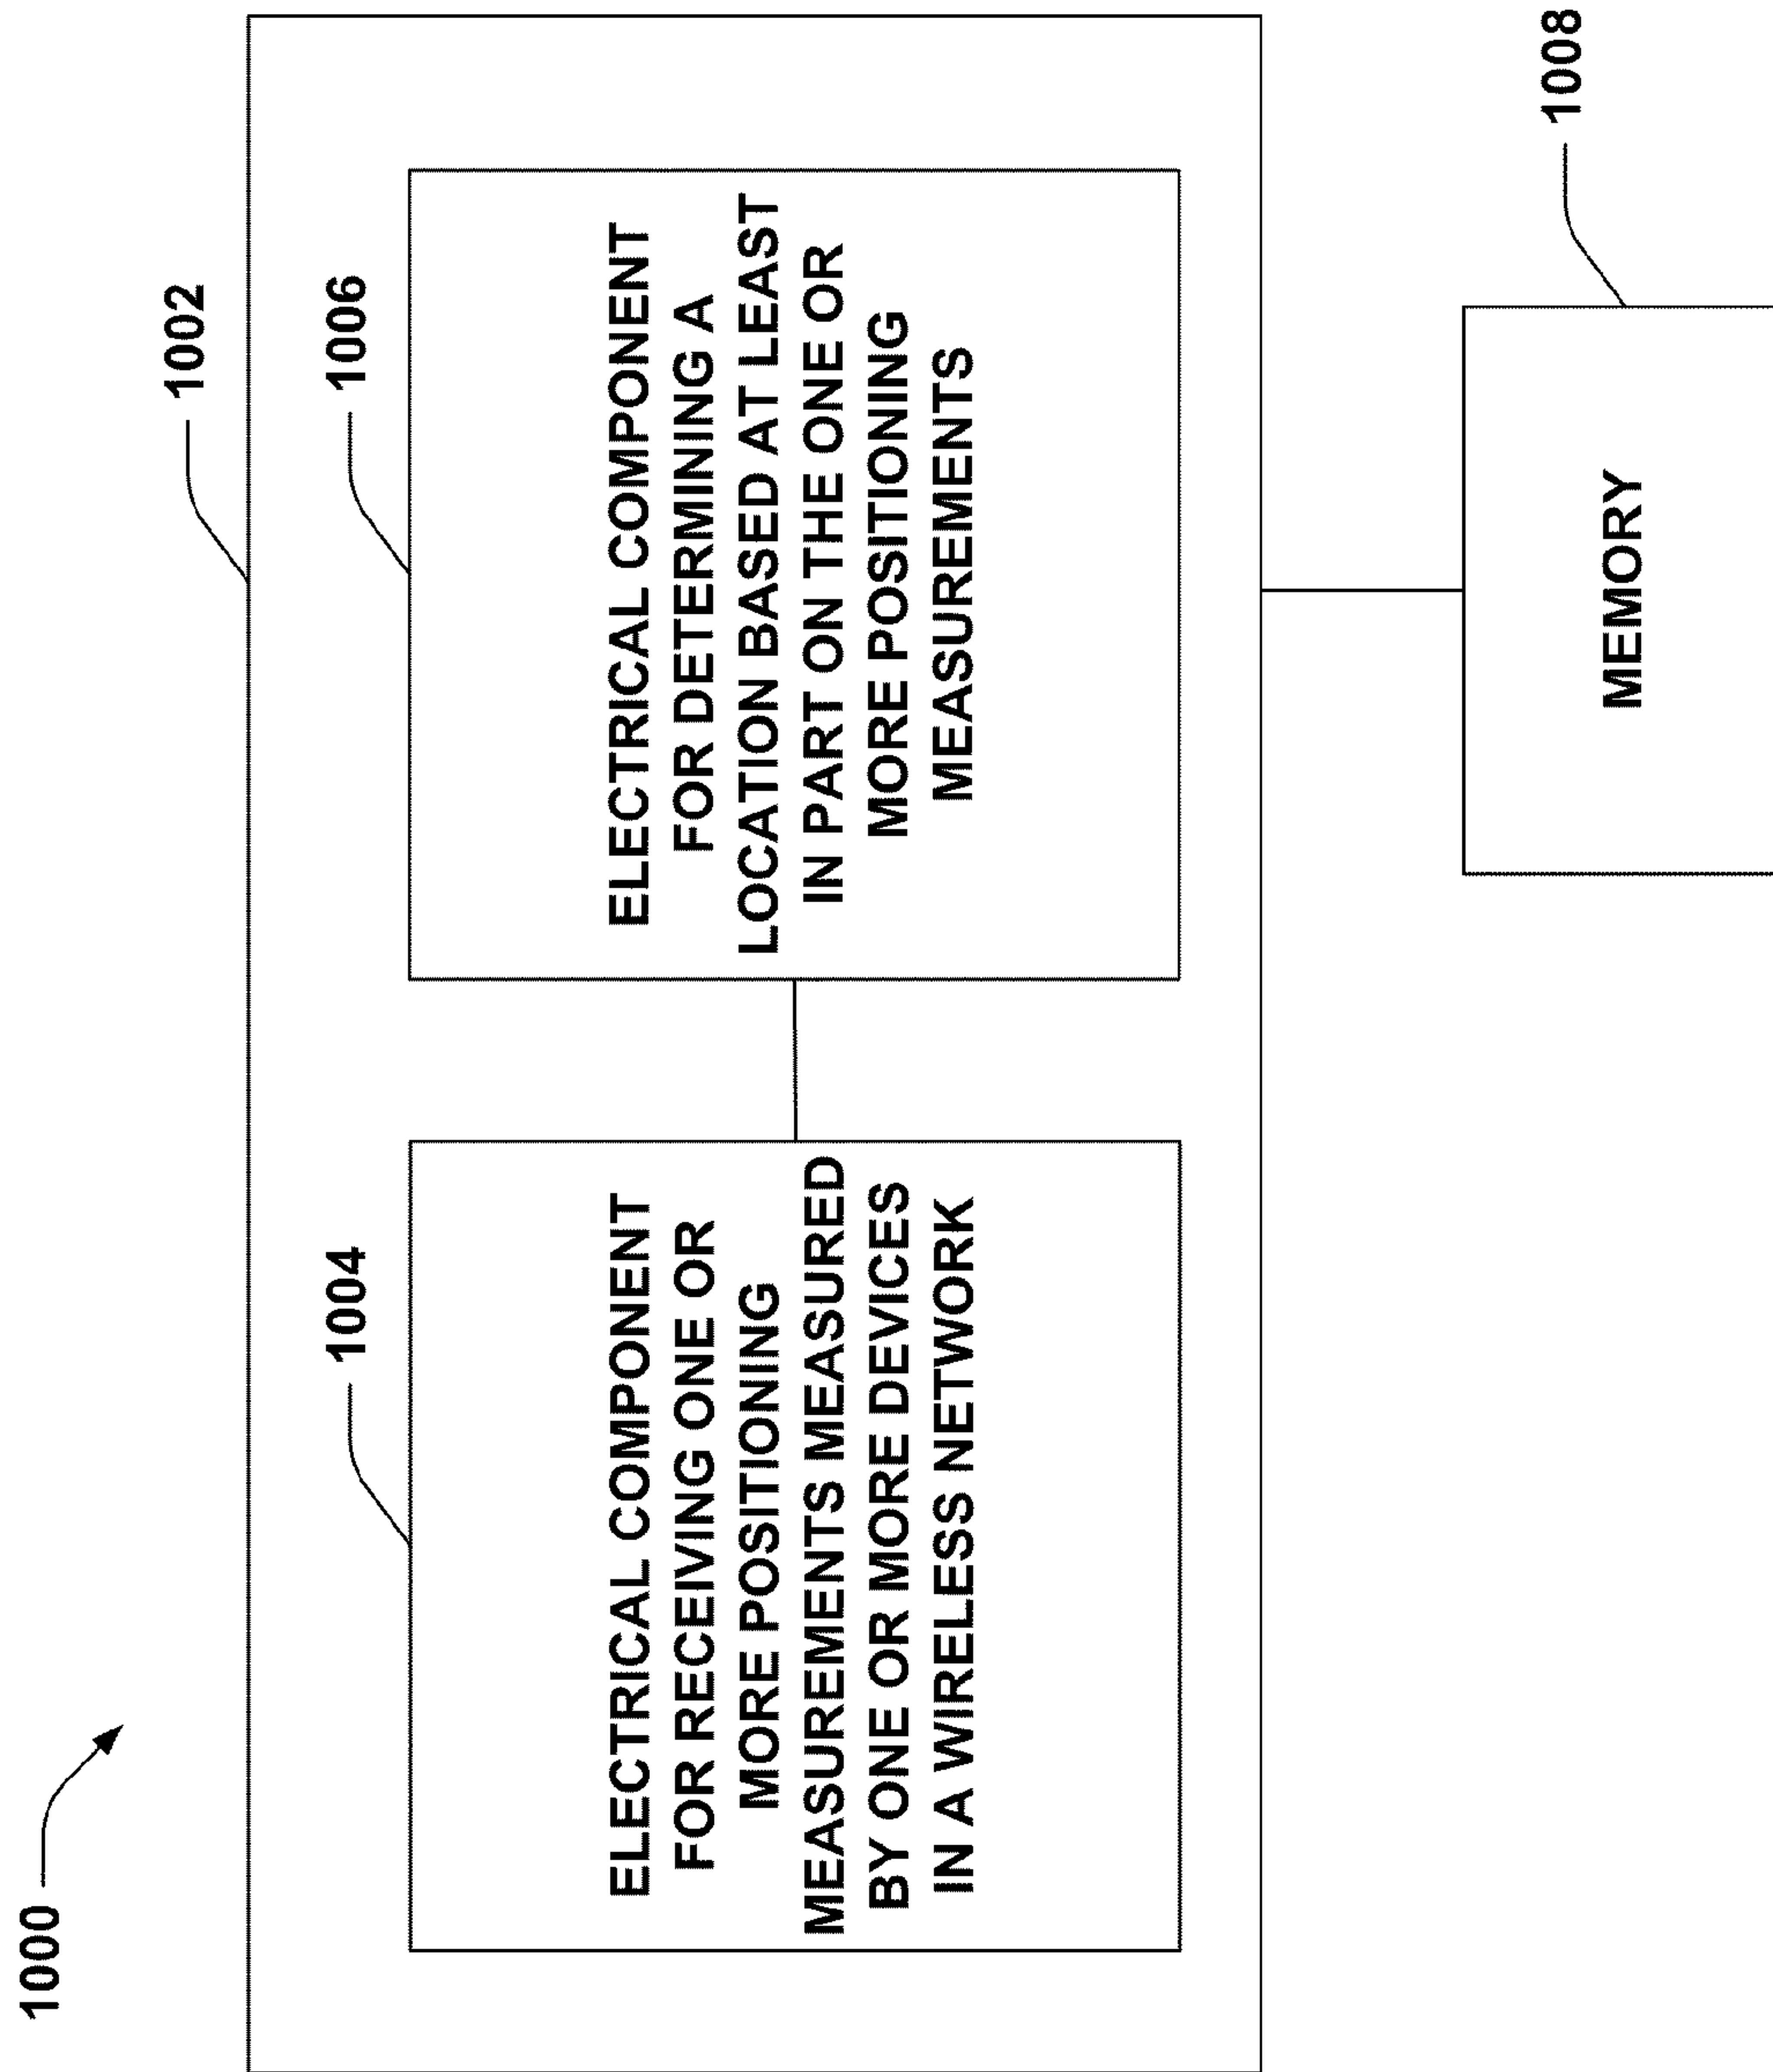 1000
1002
1004
ELECTRICAL COMPONENT
FOR RECEIVING ONE OR
MORE POSITIONING
MEASUREMENTS MEASURED
BY ONE OR MORE DEVICES
IN A WIRELESS NETWORK
1006
ELECTRICAL COMPONENT
FOR DETERMINING A
LOCATION BASED AT LEAST
IN PART ON THE ONE OR
MORE POSITIONING
MEASUREMENTS
1008
MEMORY